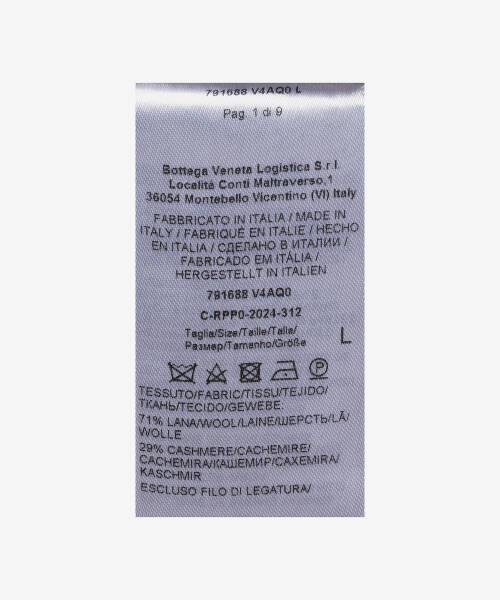 791688 V4AQ0 L
Pag. 1 di 9
Bottega Veneta Logistica S.r.l.
Località Conti Maltraverso,1
36054 Montebello Vicentino (VI) Italy
FABBRICATO IN ITALIA / MADE IN
ITALY / FABRIQUÉ EN ITALIE / HECHO
EN ITALIA / СДЕЛАНО В ИТАЛИИ /
FABRICADO EM ITÁLIA /
HERGESTELLT IN ITALIEN
791688 V4AQ0
C-RPP0-2024-312
Taglia/Size/Taille/Talla/
Размер/Tamanho/Größe
L
TESSUTO/FABRIC/TISSU/TEJIDO/
ТКАНЬ/TECIDO/GEWEBE:
71% LANA/WOOL/LAINE/ШЕРСТЬ/LÃ/
WOLLE
29% CASHMERE/CACHEMIRE/
CACHEMIRA/КАШЕМИР/CAXEMIRA/
KASCHMIR
ESCLUSO FILO DI LEGATURA/